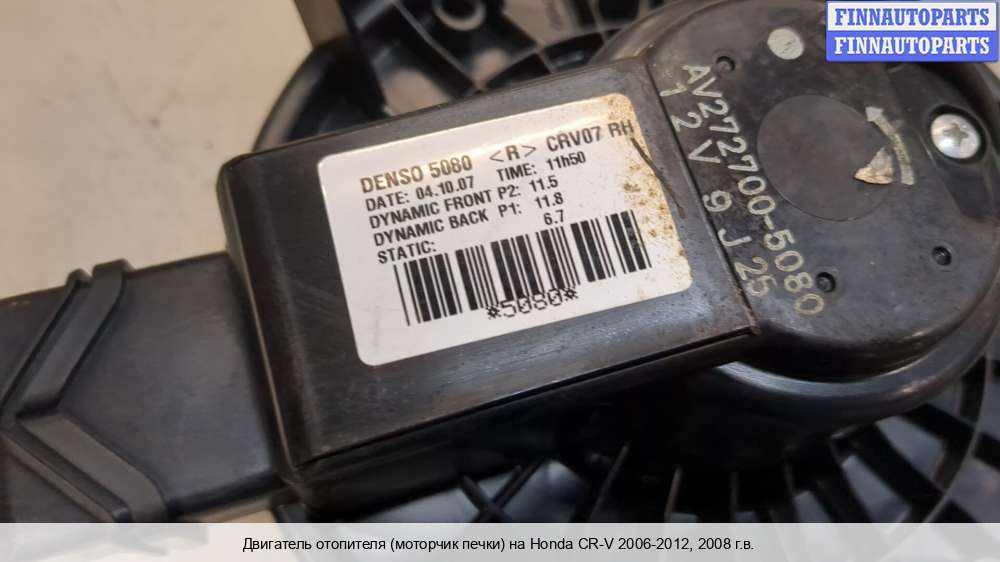 FINNAUTOPARTS
FINNAUTOPARTS
DENSO 5080 <R> CRV07 RH
DATE: 04.10.07 TIME: 11h50
DYNAMIC FRONT P2: 11.5
DYNAMIC BACK P1: 11.8
STATIC: 6.7
*5080*
AV272700-5080
12V 9J25
Двигатель отопителя (моторчик печки) на Honda CR-V 2006-2012, 2008 г.в.